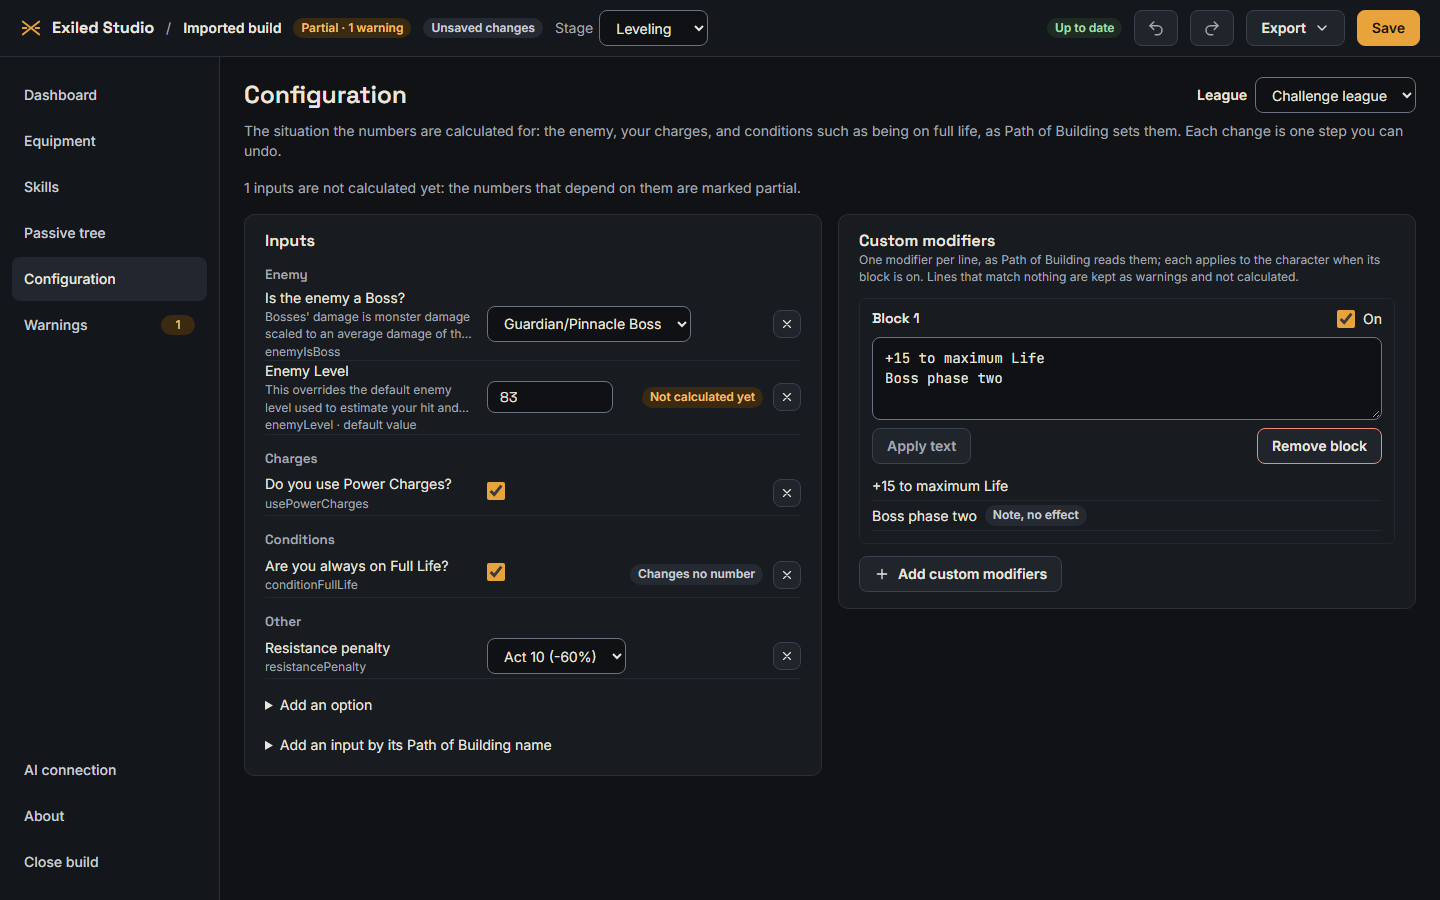 Exiled Studio / Imported build Partial · 1 warning Unsaved changes Stage Leveling Up to date Export Save
Dashboard
Equipment
Skills
Passive tree
Configuration
Warnings 1
AI connection
About
Close build
Configuration
League Challenge league
The situation the numbers are calculated for: the enemy, your charges, and conditions such as being on full life, as Path of Building sets them. Each change is one step you can
undo.
1 inputs are not calculated yet: the numbers that depend on them are marked partial.
Inputs
Enemy
Is the enemy a Boss?
Bosses' damage is monster damage
scaled to an average damage of th...
enemyIsBoss
Guardian/Pinnacle Boss
Enemy Level
This overrides the default enemy
level used to estimate your hit and...
enemyLevel · default value
83
Not calculated yet
Charges
Do you use Power Charges?
usePowerCharges
Conditions
Are you always on Full Life?
conditionFullLife
Changes no number
Other
Resistance penalty
resistancePenalty
Act 10 (-60%)
Add an option
Add an input by its Path of Building name
Custom modifiers
One modifier per line, as Path of Building reads them; each applies to the character when its
block is on. Lines that match nothing are kept as warnings and not calculated.
Block 1 On
+15 to maximum Life
Boss phase two
Apply text Remove block
+15 to maximum Life
Boss phase two Note, no effect
+ Add custom modifiers